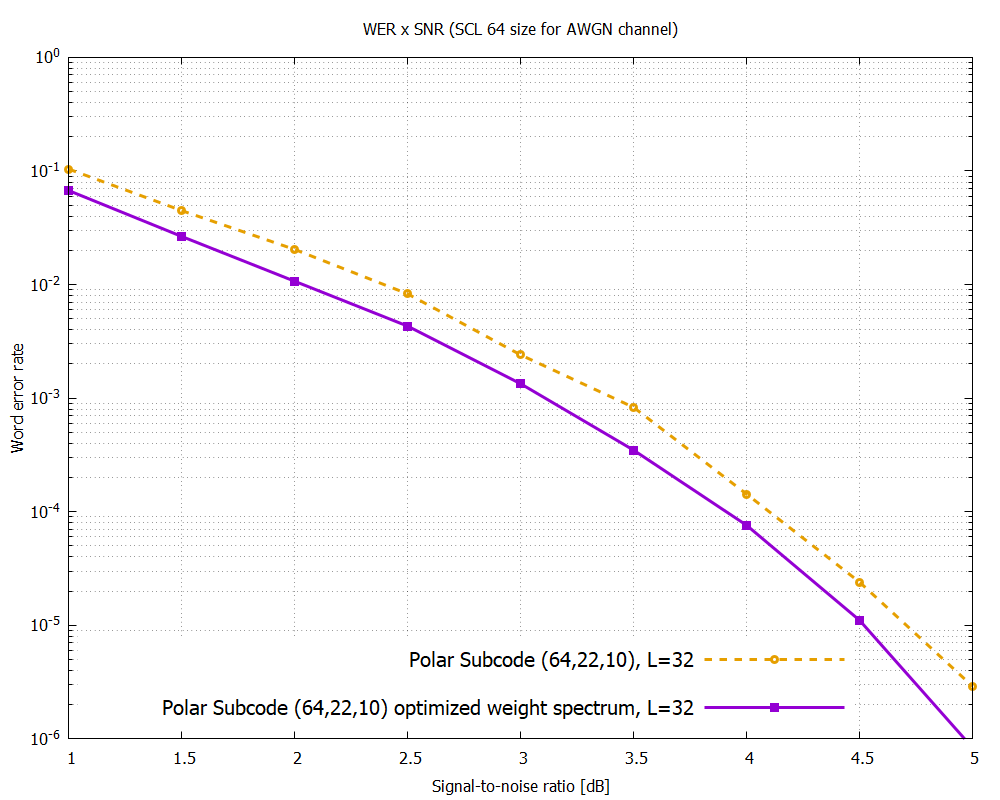 WER x SNR (SCL 64 size for AWGN channel)
10^0
10^-1
10^-2
10^-3
10^-4
10^-5
10^-6
Word error rate
Polar Subcode (64,22,10), L=32
Polar Subcode (64,22,10) optimized weight spectrum, L=32
1 1.5 2 2.5 3 3.5 4 4.5 5
Signal-to-noise ratio [dB]